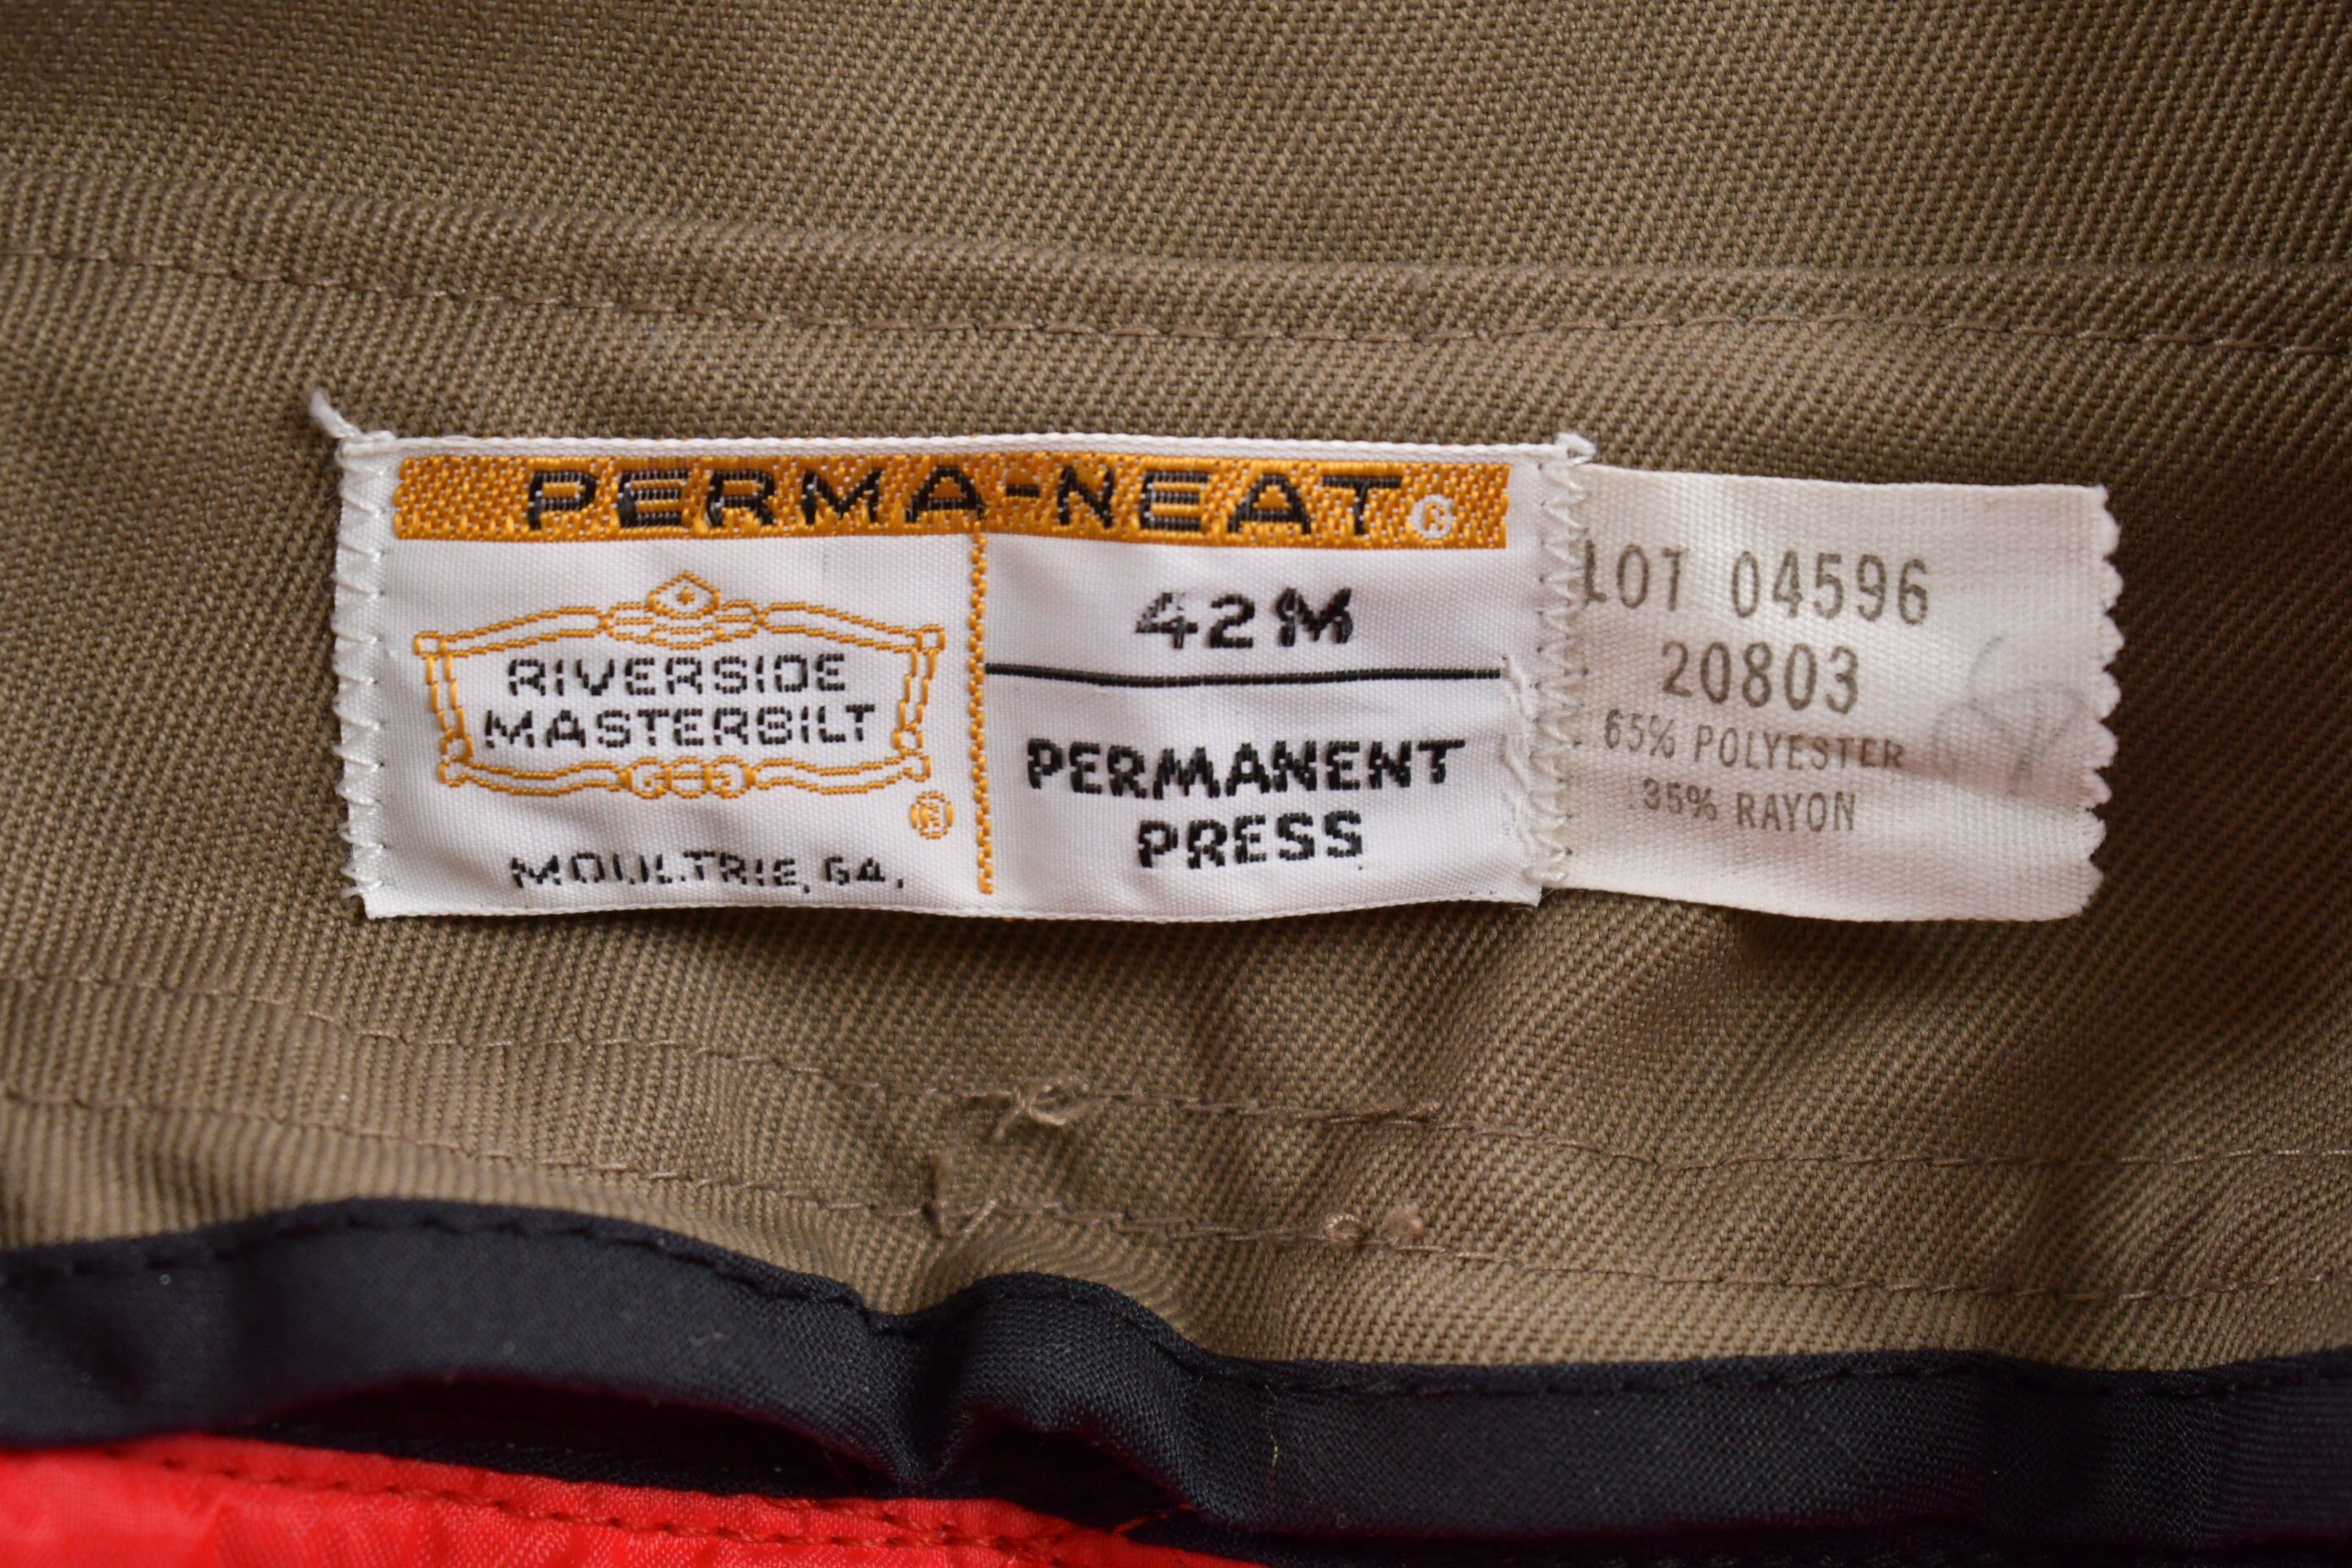 PERMA-NEAT®
RIVERSIDE
MASTERBILT
®
MOULTRIE, GA.
42M
PERMANENT
PRESS
LOT 04596
20803
65% POLYESTER
35% RAYON